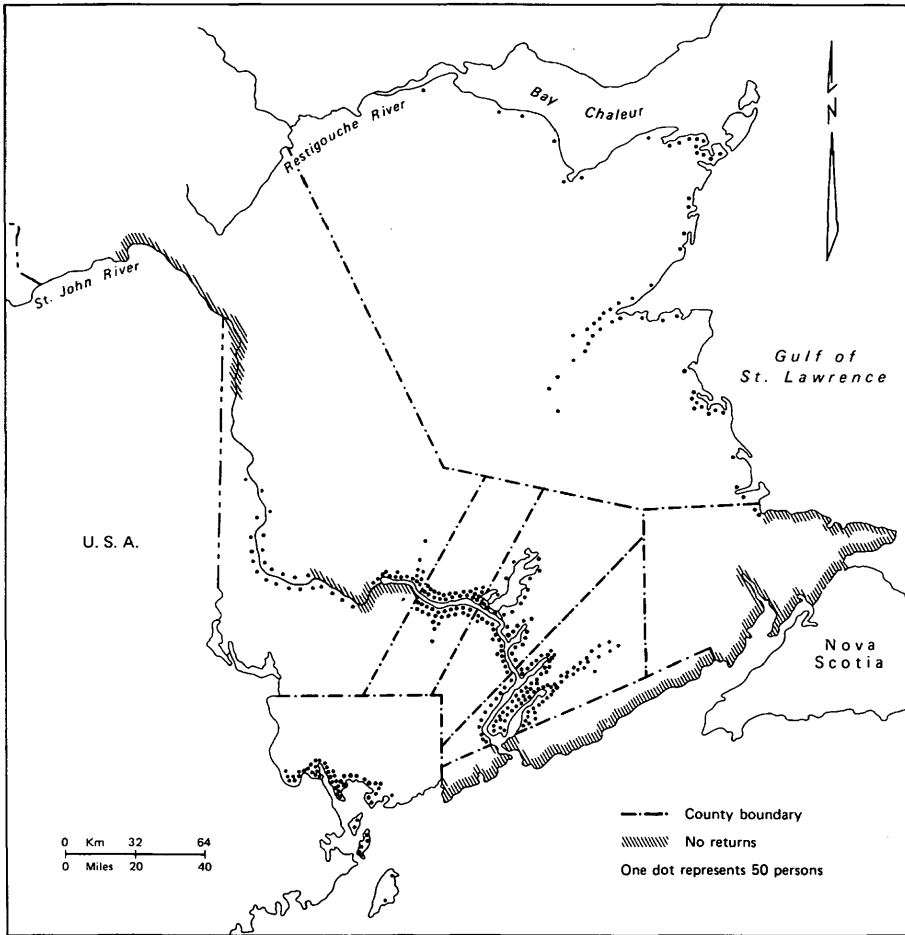 Bay Chaleur
Restigouche River
N
St. John River
Gulf of
St. Lawrence
U. S. A.
Nova
Scotia
County boundary
No returns
One dot represents 50 persons
0 Km 32 64
0 Miles 20 40